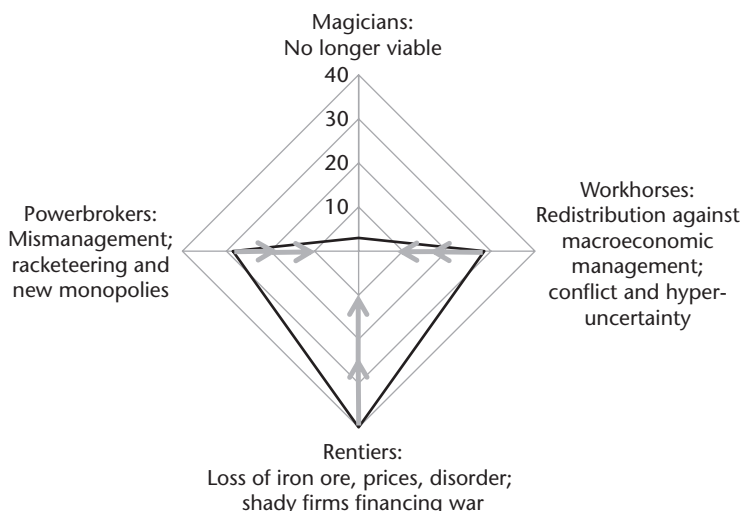 Magicians:
No longer viable
40
30
20
10
Powerbrokers:
Mismanagement;
racketeering and
new monopolies
Workhorses:
Redistribution against
macroeconomic
management;
conflict and hyper-
uncertainty
Rentiers:
Loss of iron ore, prices, disorder;
shady firms financing war